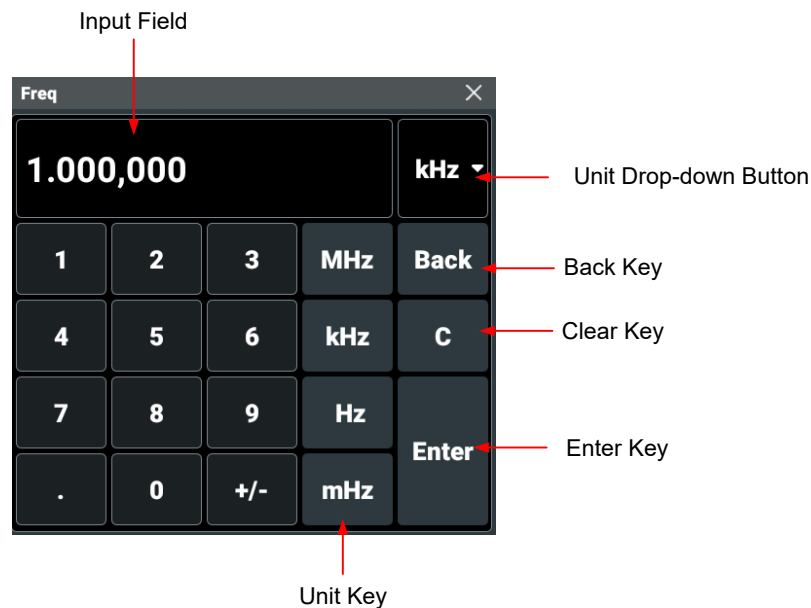 Input Field
Freq
1.000,000 kHz
Unit Drop-down Button
1 2 3 MHz Back
Back Key
4 5 6 kHz C
Clear Key
7 8 9 Hz
Enter
Enter Key
. 0 +/- mHz
Unit Key